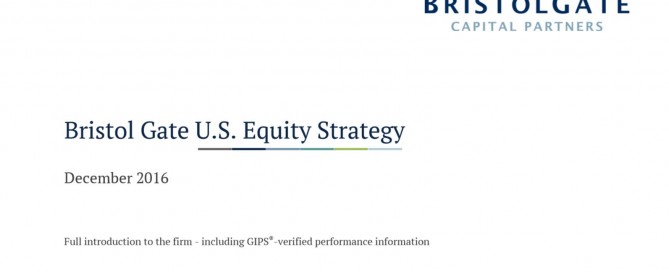 BRISTOLGATE
CAPITAL PARTNERS
Bristol Gate U.S. Equity Strategy
December 2016
Full introduction to the firm - including GIPS®-verified performance information